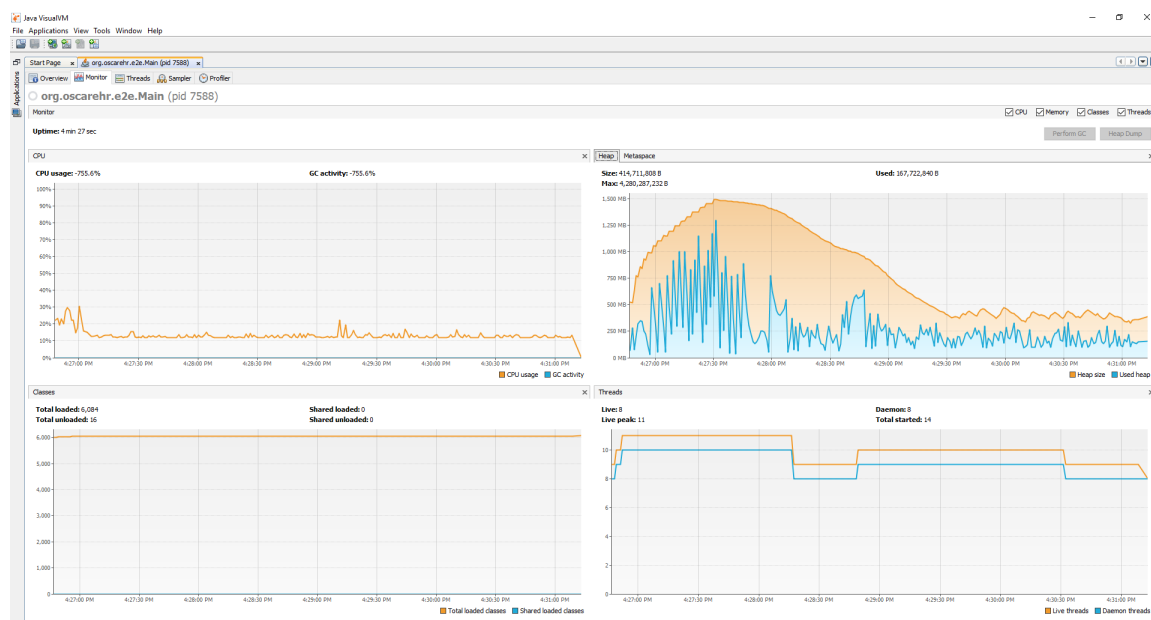 Java VisualVM
File Applications View Tools Window Help
Start Page x org.oscarehr.e2e.Main (pid 7588) x
Applications
Overview Monitor Threads Sampler Profiler
org.oscarehr.e2e.Main (pid 7588)
Monitor CPU Memory Classes Threads
Uptime: 4 min 27 sec
Perform GC Heap Dump
CPU
CPU usage: -755.6% GC activity: -755.6%
100%
90%
80%
70%
60%
50%
40%
30%
20%
10%
0%
4:27:00 PM 4:27:30 PM 4:28:00 PM 4:28:30 PM 4:29:00 PM 4:29:30 PM 4:30:00 PM 4:30:30 PM 4:31:00 PM
CPU usage GC activity
Heap Metaspace
Size: 414,711,808 B Used: 167,722,840 B
Max: 4,280,287,232 B
1,500 MB
1,250 MB
1,000 MB
750 MB
500 MB
250 MB
0 MB
4:27:00 PM 4:27:30 PM 4:28:00 PM 4:28:30 PM 4:29:00 PM 4:29:30 PM 4:30:00 PM 4:30:30 PM 4:31:00 PM
Heap size Used heap
Classes
Total loaded: 6,084 Shared loaded: 0
Total unloaded: 16 Shared unloaded: 0
6,000
5,000
4,000
3,000
2,000
1,000
0
4:27:00 PM 4:27:30 PM 4:28:00 PM 4:28:30 PM 4:29:00 PM 4:29:30 PM 4:30:00 PM 4:30:30 PM 4:31:00 PM
Total loaded classes Shared loaded classes
Threads
Live: 8 Daemon: 8
Live peak: 11 Total started: 14
10
8
6
4
2
0
4:27:00 PM 4:27:30 PM 4:28:00 PM 4:28:30 PM 4:29:00 PM 4:29:30 PM 4:30:00 PM 4:30:30 PM 4:31:00 PM
Live threads Daemon threads